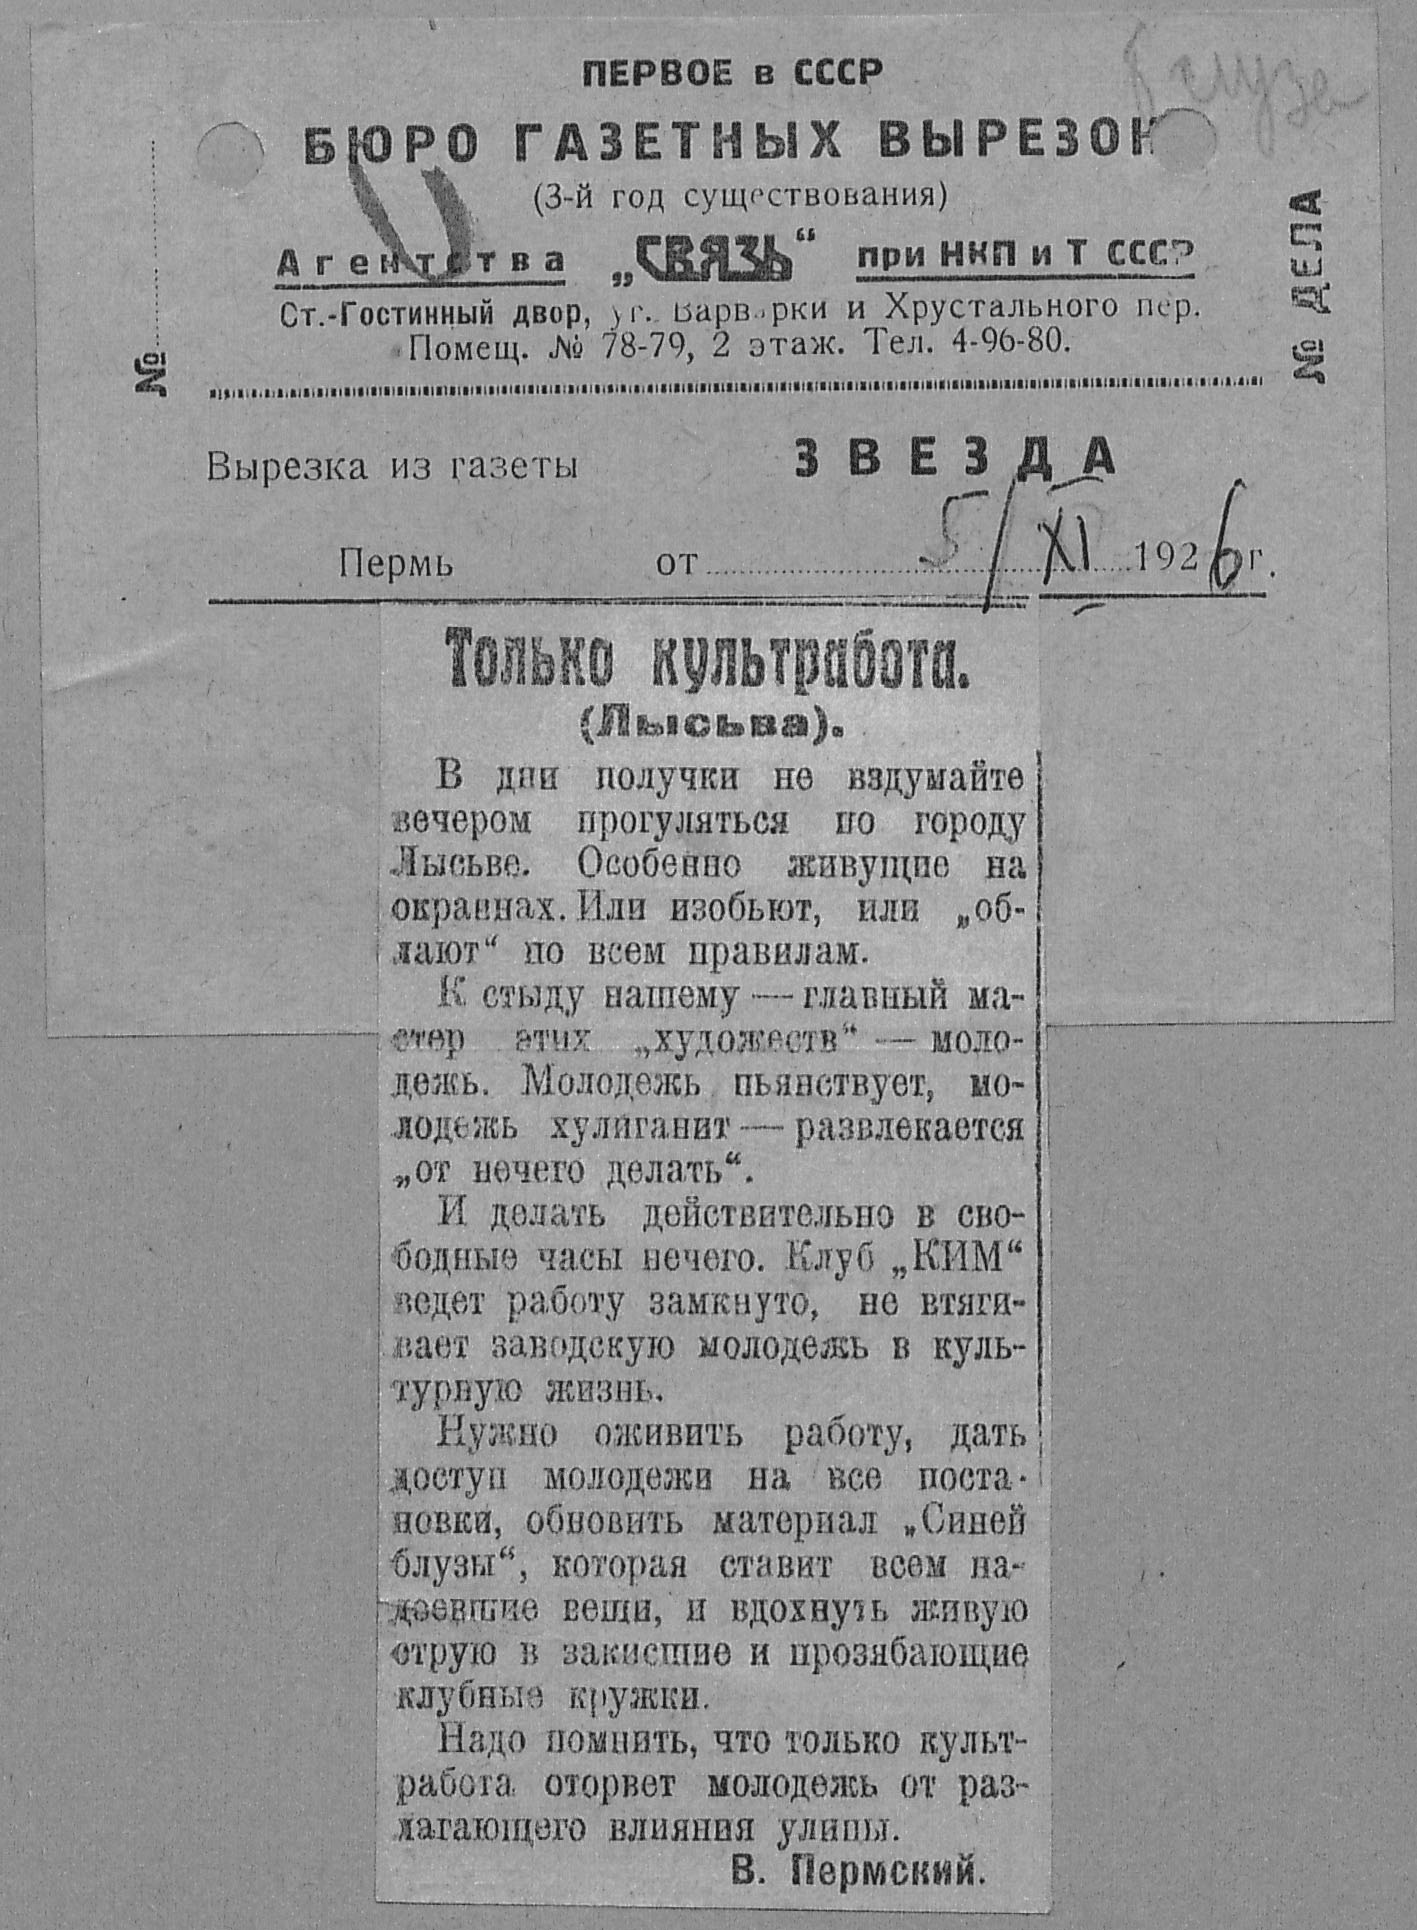 ПЕРВОЕ в СССР
БЮРО ГАЗЕТНЫХ ВЫРЕЗОК
(3-й год существования)
Агентства „СВЯЗЬ“ при НКП и Т СССР
Ст.-Гостинный двор, уг. Варварки и Хрустального пер.
Помещ. № 78-79, 2 этаж. Тел. 4-96-80.
№
№ ДЕЛА
Вырезка из газеты ЗВЕЗДА
Пермь от 5/XI 1926 г.
Только культработа.
(Лысьва).
В дни получки не вздумайте
вечером прогуляться по городу
Лысьве. Особенно живущие на
окраинах. Или изобьют, или „об-
лают“ по всем правилам.
К стыду нашему — главный ма-
стер этих „художеств“ — моло-
дежь. Молодежь пьянствует, мо-
лодежь хулиганит — развлекается
„от нечего делать“.
И делать действительно в сво-
бодные часы нечего. Клуб „КИМ“
ведет работу замкнуто, не втяги-
вает заводскую молодежь в куль-
турную жизнь.
Нужно оживить работу, дать
доступ молодежи на все поста-
новки, обновить материал „Синей
блузы“, которая ставит всем на-
доевшие вещи, и вдохнуть живую
струю в закисшие и прозябающие
клубные кружки.
Надо помнить, что только культ-
работа оторвет молодежь от раз-
лагающего влияния улицы.
В. Пермский.